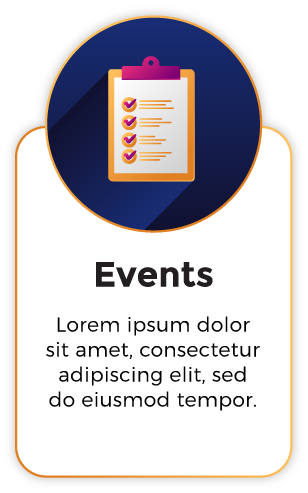 Events
Lorem ipsum dolor
sit amet, consectetur
adipiscing elit, sed
do eiusmod tempor.